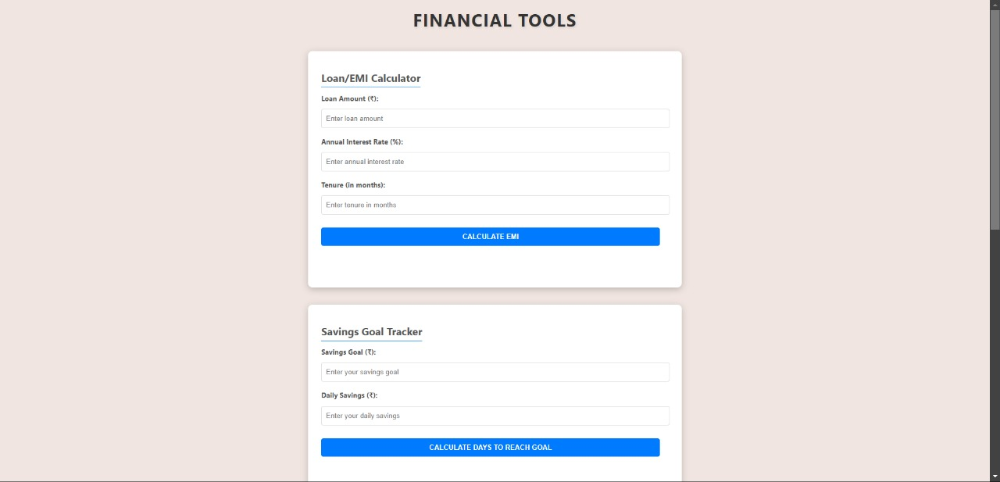 FINANCIAL TOOLS
Loan/EMI Calculator
Loan Amount (₹):
Enter loan amount
Annual Interest Rate (%):
Enter annual interest rate
Tenure (in months):
Enter tenure in months
CALCULATE EMI
Savings Goal Tracker
Savings Goal (₹):
Enter your savings goal
Daily Savings (₹):
Enter your daily savings
CALCULATE DAYS TO REACH GOAL